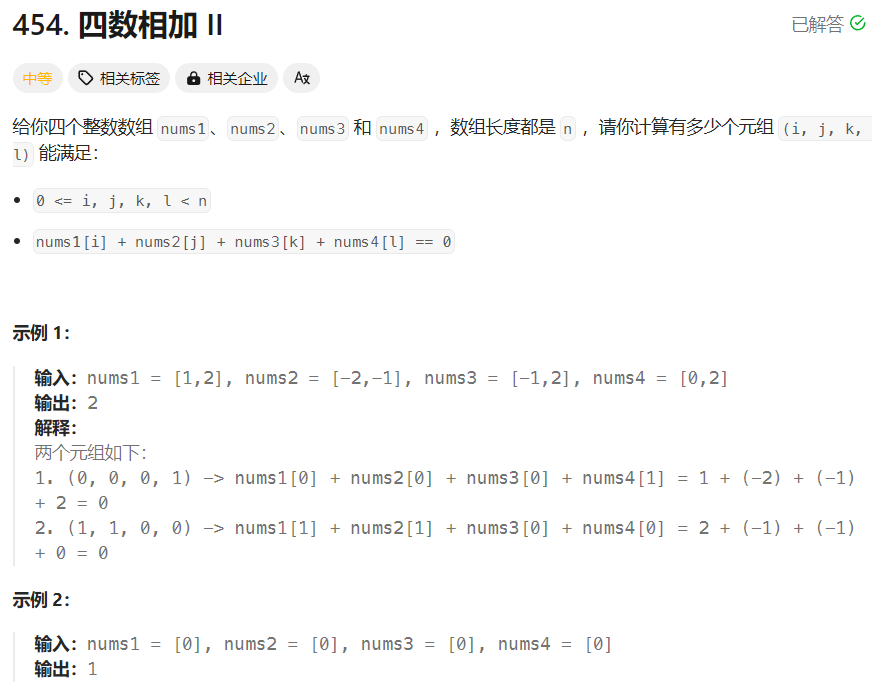 454. 四数相加 II
已解答
中等 相关标签 相关企业 A文
给你四个整数数组 nums1、nums2、nums3 和 nums4 ，数组长度都是 n ，请你计算有多少个元组 (i, j, k,
l) 能满足：
• 0 <= i, j, k, l < n
• nums1[i] + nums2[j] + nums3[k] + nums4[l] == 0
示例 1：
输入：nums1 = [1,2], nums2 = [-2,-1], nums3 = [-1,2], nums4 = [0,2]
输出：2
解释：
两个元组如下：
1. (0, 0, 0, 1) -> nums1[0] + nums2[0] + nums3[0] + nums4[1] = 1 + (-2) + (-1)
+ 2 = 0
2. (1, 1, 0, 0) -> nums1[1] + nums2[1] + nums3[0] + nums4[0] = 2 + (-1) + (-1)
+ 0 = 0
示例 2：
输入：nums1 = [0], nums2 = [0], nums3 = [0], nums4 = [0]
输出：1